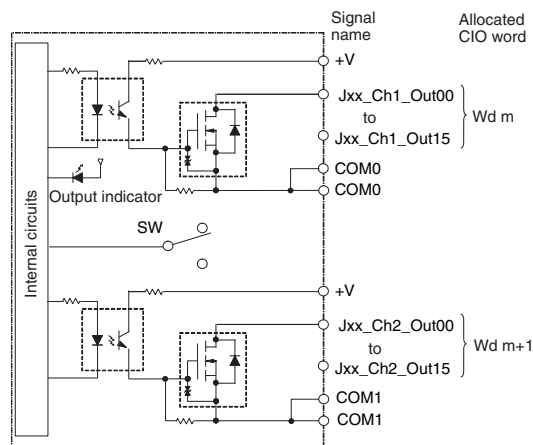 Signal name
Allocated CIO word
+V
Jxx_Ch1_Out00
to
Jxx_Ch1_Out15
Wd m
COM0
COM0
Output indicator
Internal circuits
SW
+V
Jxx_Ch2_Out00
to
Jxx_Ch2_Out15
Wd m+1
COM1
COM1